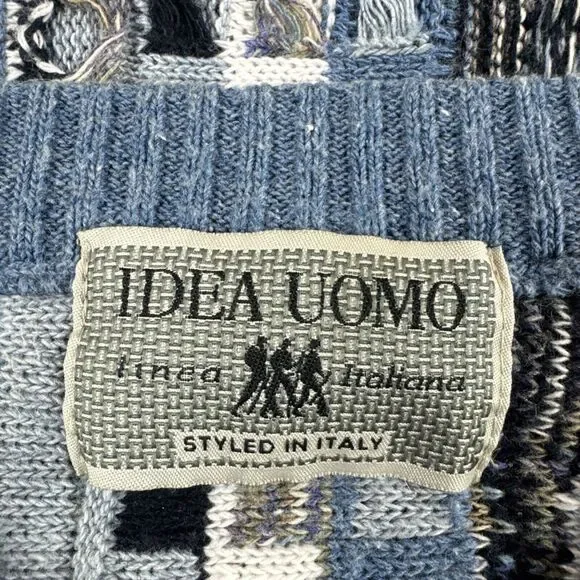 IDEA UOMO
linea Italiana
STYLED IN ITALY